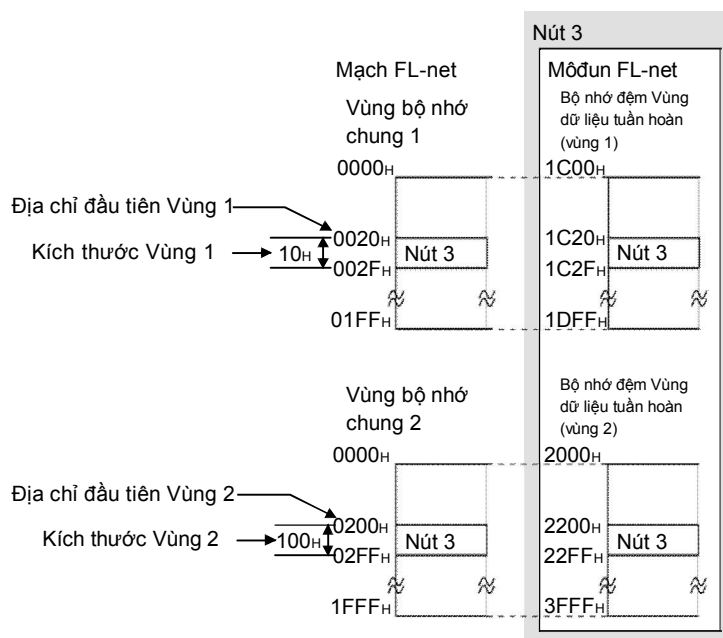 Nút 3
Mạch FL-net
Môđun FL-net
Vùng bộ nhớ
chung 1
Bộ nhớ đệm Vùng
dữ liệu tuần hoàn
(vùng 1)
0000H
1C00H
Địa chỉ đầu tiên Vùng 1
0020H
1C20H
Kích thước Vùng 1
10H
Nút 3
Nút 3
002FH
1C2FH
01FFH
1DFFH
Vùng bộ nhớ
chung 2
Bộ nhớ đệm Vùng
dữ liệu tuần hoàn
(vùng 2)
0000H
2000H
Địa chỉ đầu tiên Vùng 2
0200H
2200H
Kích thước Vùng 2
100H
Nút 3
Nút 3
02FFH
22FFH
1FFFH
3FFFH